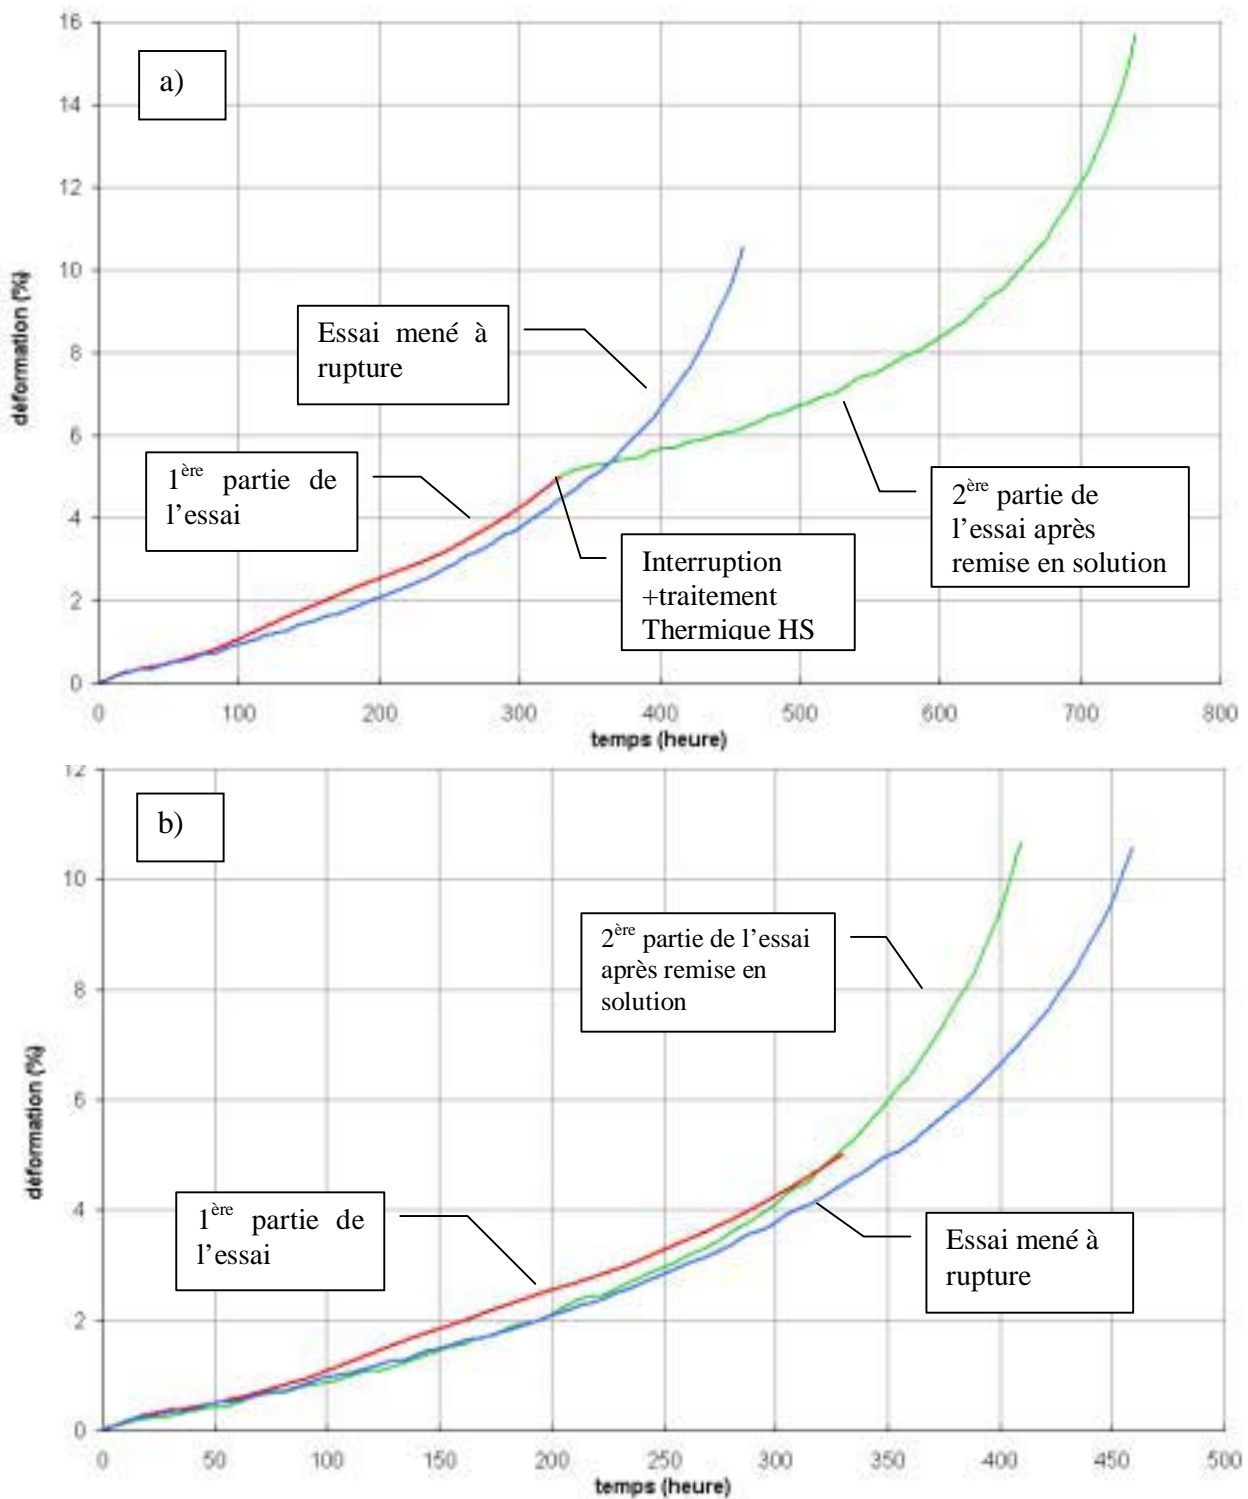 16
a)
14
12
10
Essai mené à
rupture
8
déformation (%)
6
1ère partie de
l’essai
2ère partie de
l’essai après
remise en solution
4
Interruption
+traitement
Thermique HS
2
0
0 100 200 300 400 500 600 700 800
temps (heure)
12
b)
10
2ère partie de l’essai
après remise en
solution
8
déformation (%)
6
4
1ère partie de
l’essai
Essai mené à
rupture
2
0
0 50 100 150 200 250 300 350 400 450 500
temps (heure)